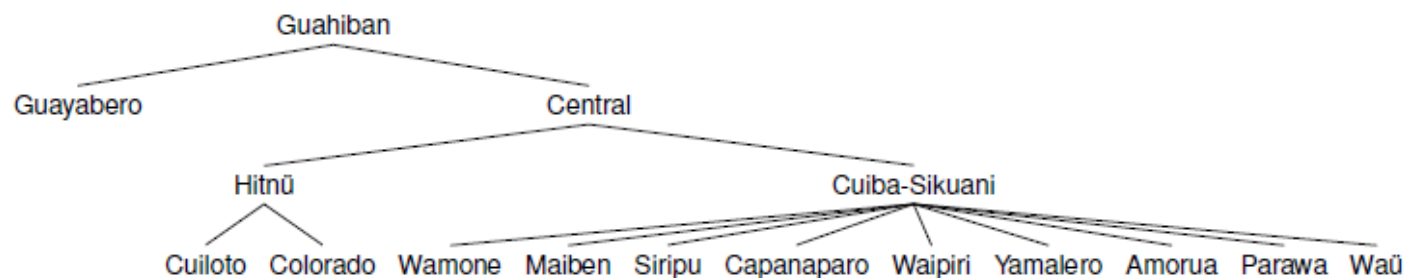 Guahiban
Guayabero Central
Hitnü Cuiba-Sikuani
Cuiloto Colorado Wamone Maiben Siripu Capanaparo Waipiri Yamalero Amorua Parawa Waü